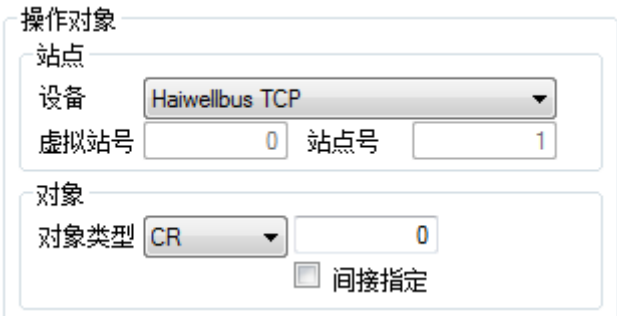 操作对象
站点
设备 Haiwellbus TCP
虚拟站号 0 站点号 1
对象
对象类型 CR 0
间接指定